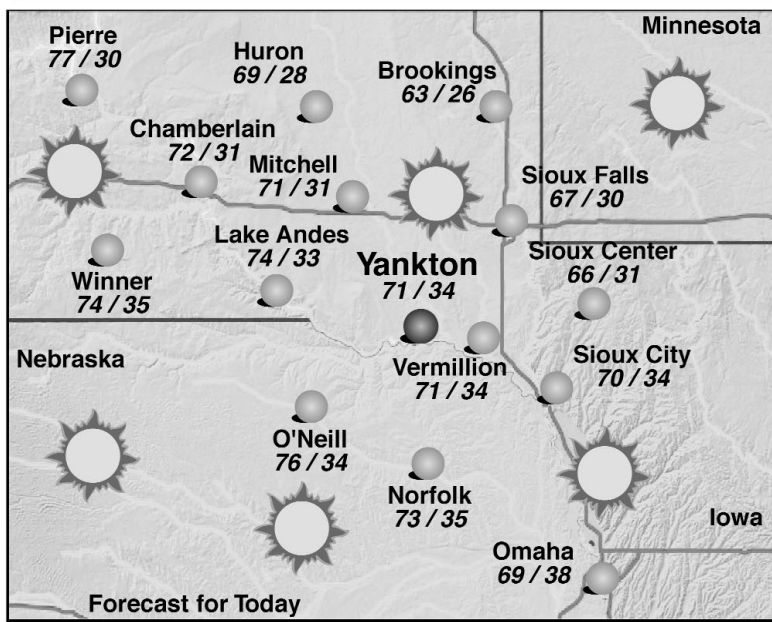 Minnesota
Pierre
77 / 30
Huron
69 / 28
Brookings
63 / 26
Chamberlain
72 / 31
Mitchell
71 / 31
Sioux Falls
67 / 30
Lake Andes
74 / 33
Winner
74 / 35
Yankton
71 / 34
Sioux Center
66 / 31
Nebraska
Vermillion
71 / 34
Sioux City
70 / 34
O'Neill
76 / 34
Norfolk
73 / 35
Iowa
Omaha
69 / 38
Forecast for Today